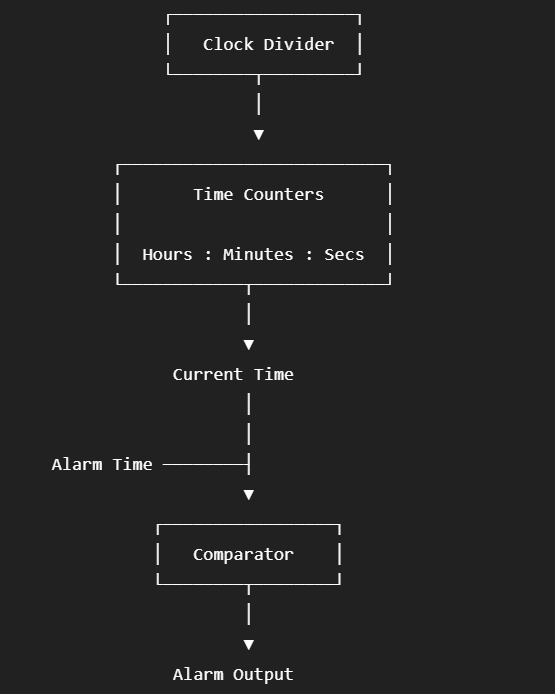 Clock Divider
Time Counters
Hours : Minutes : Secs
Current Time
Alarm Time
Comparator
Alarm Output